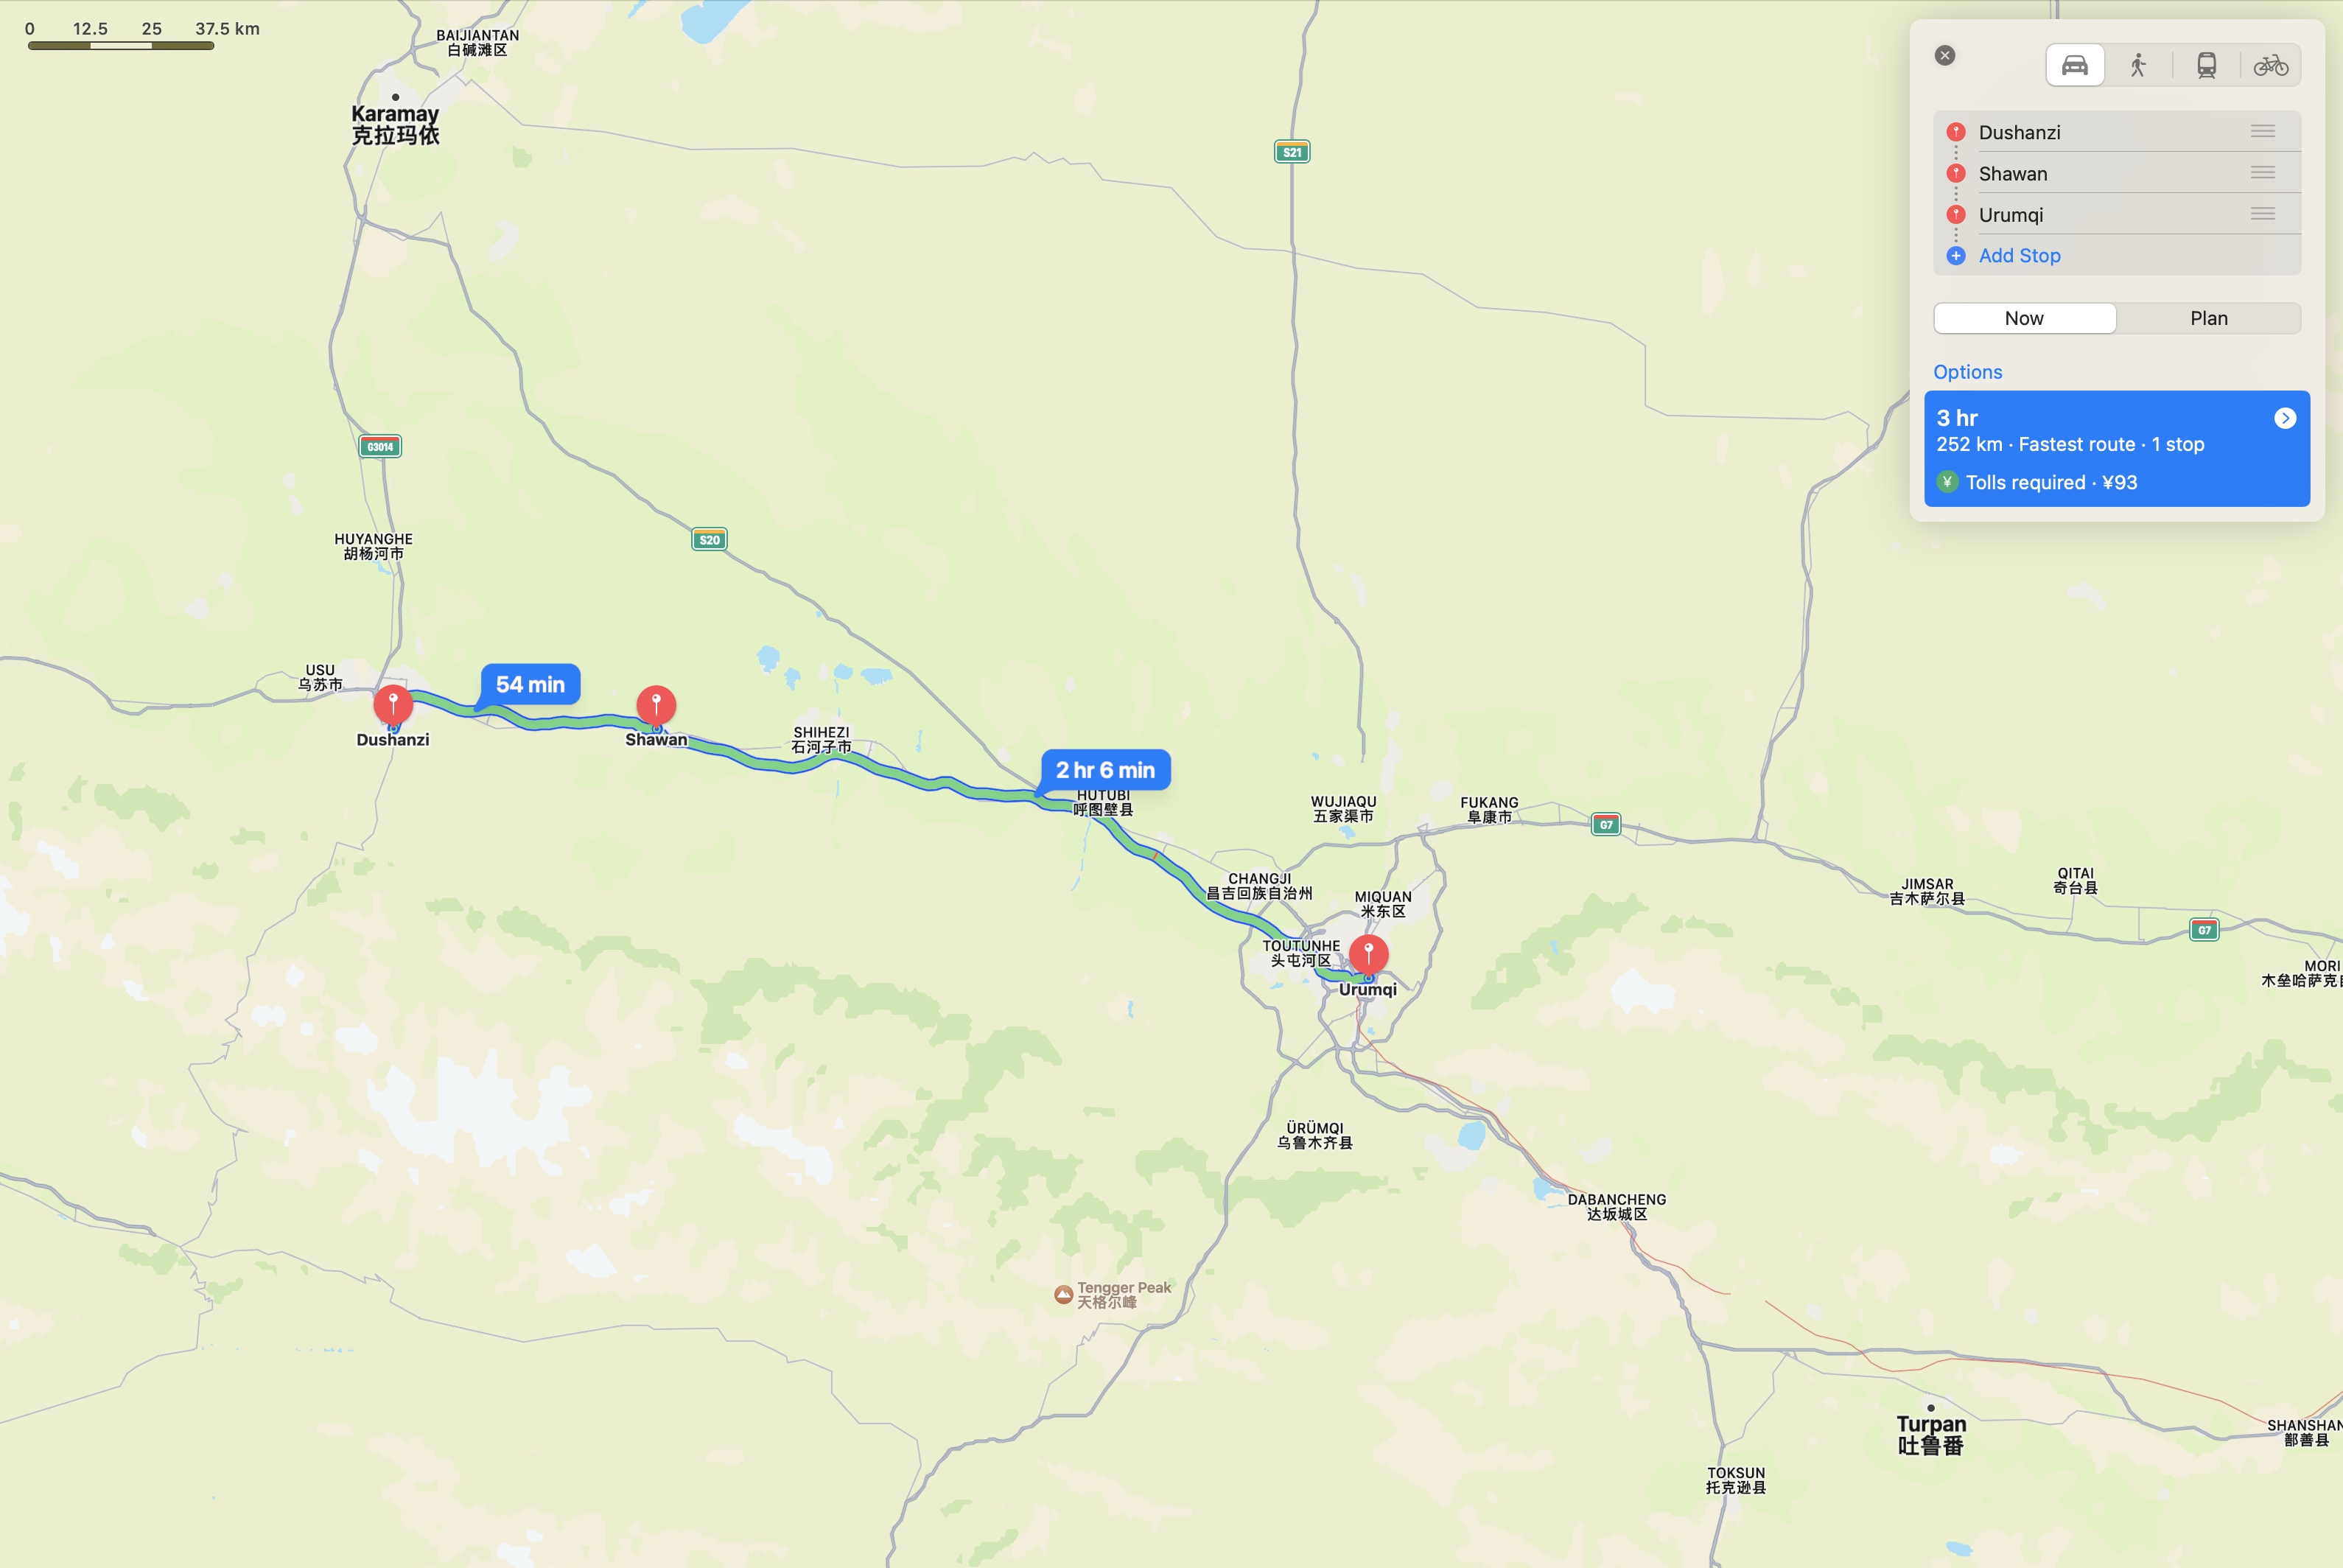 0 12.5 25 37.5 km
BAIJIANTAN
白碱滩区
Karamay
克拉玛依
S21
G3014
HUYANGHE
胡杨河市
S20
USU
乌苏市
54 min
Dushanzi
Shawan
SHIHEZI
石河子市
2 hr 6 min
HUTUBI
呼图壁县
WUJIAQU
五家渠市
FUKANG
阜康市
G7
CHANGJI
昌吉回族自治州
MIQUAN
米东区
JIMSAR
吉木萨尔县
QITAI
奇台县
G7
TOUTUNHE
头屯河区
Urumqi
MORI
木垒哈萨克自
ÜRÜMQI
乌鲁木齐县
DABANCHENG
达坂城区
Tengger Peak
天格尔峰
Turpan
吐鲁番
SHANSHAN
鄯善县
TOKSUN
托克逊县
Dushanzi
Shawan
Urumqi
Add Stop
Now Plan
Options
3 hr
252 km · Fastest route · 1 stop
¥ Tolls required · ¥93